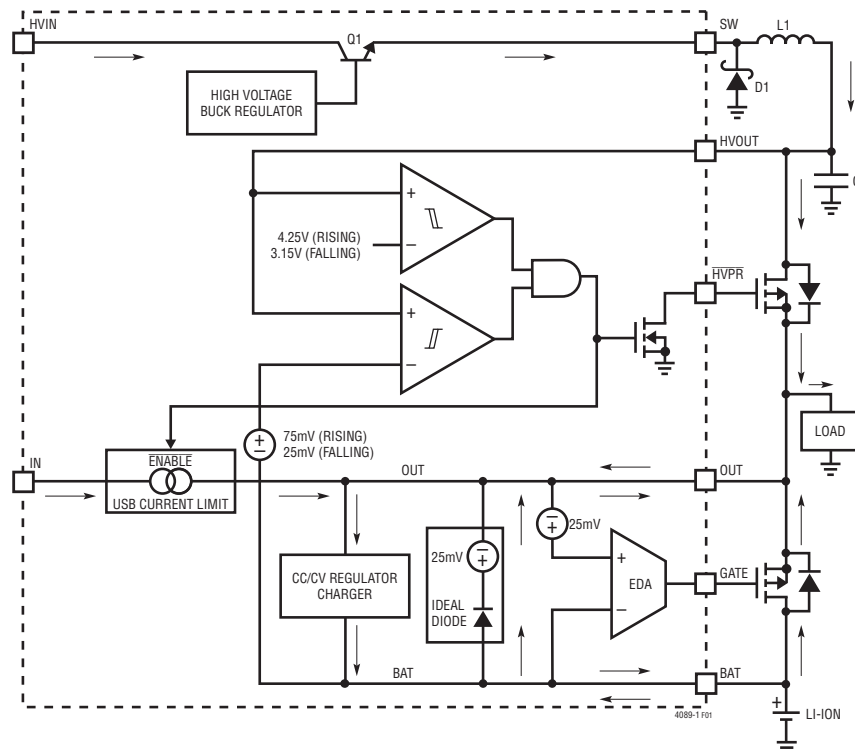 HVIN
Q1
SW
L1
HIGH VOLTAGE
BUCK REGULATOR
D1
HVOUT
C
+
4.25V (RISING)
3.15V (FALLING)
–
HVPR
+
–
+
–
75mV (RISING)
25mV (FALLING)
LOAD
IN
ENABLE
USB CURRENT LIMIT
OUT
OUT
–
+
25mV
–
+
25mV
CC/CV REGULATOR
CHARGER
IDEAL
DIODE
+
EDA
–
GATE
BAT
BAT
4089-1 F01
+
LI-ION